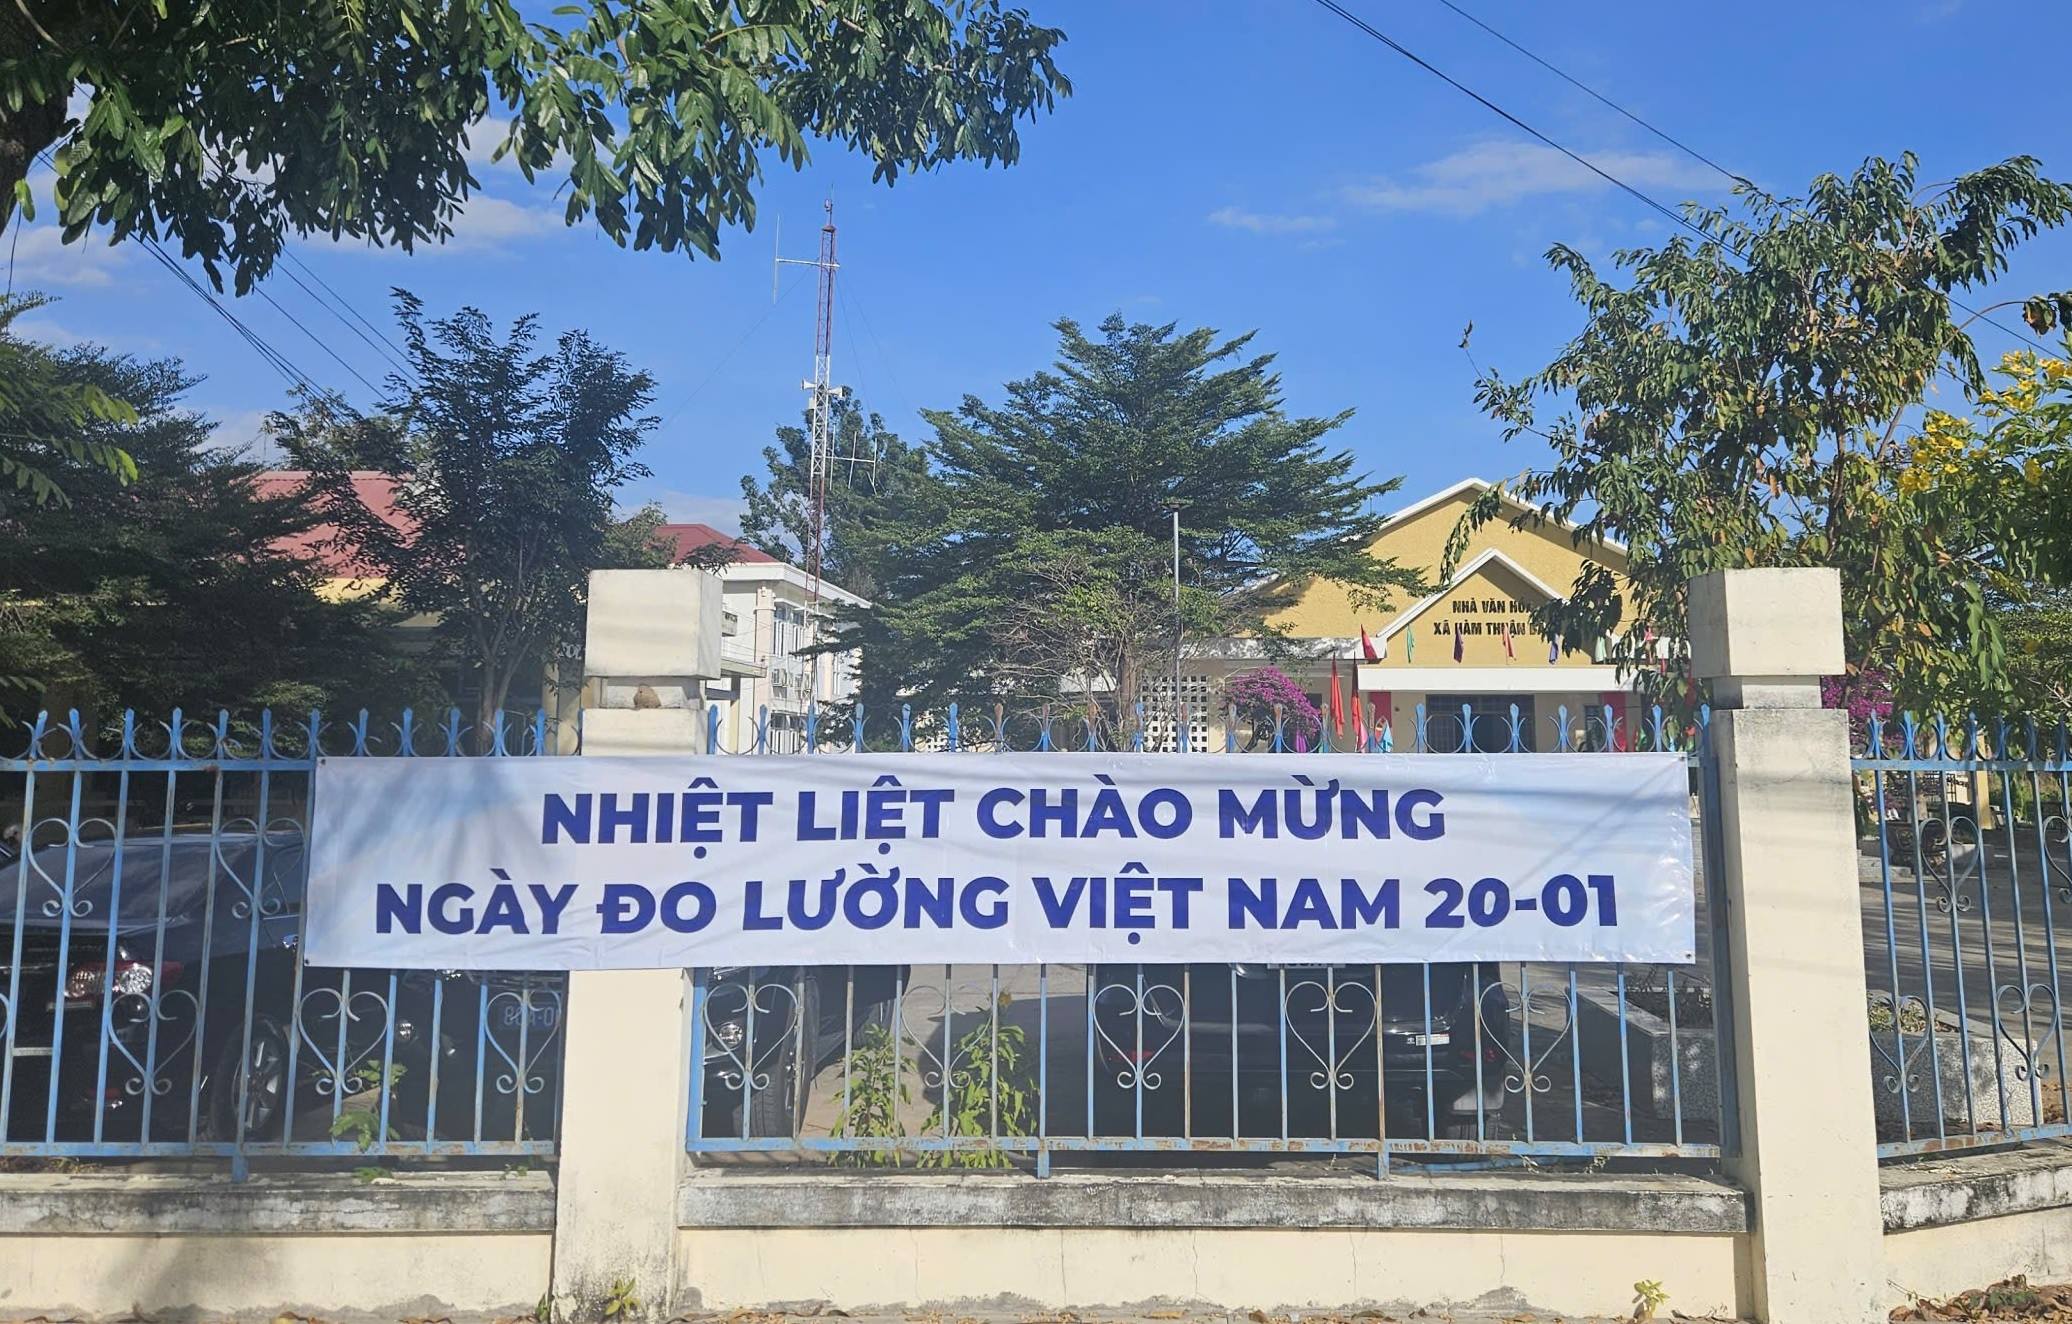 NHÀ VĂN HÓA
XÃ HÀM THUẬN
NHIỆT LIỆT CHÀO MỪNG
NGÀY ĐO LƯỜNG VIỆT NAM 20-01